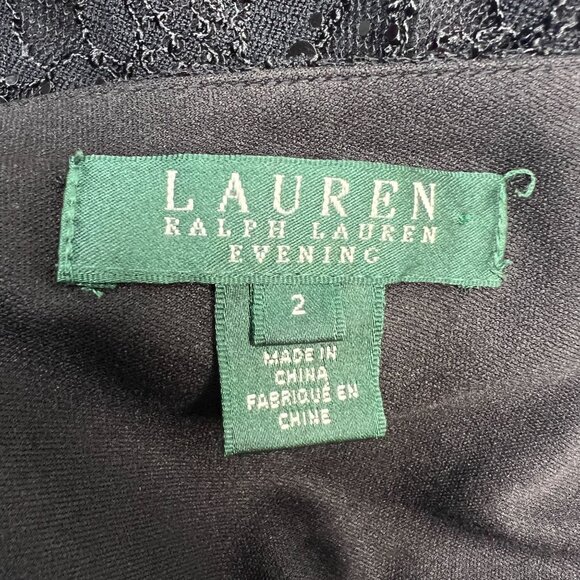 LAUREN
RALPH LAUREN
EVENING
2
MADE IN
CHINA
FABRIQUÉ EN
CHINE